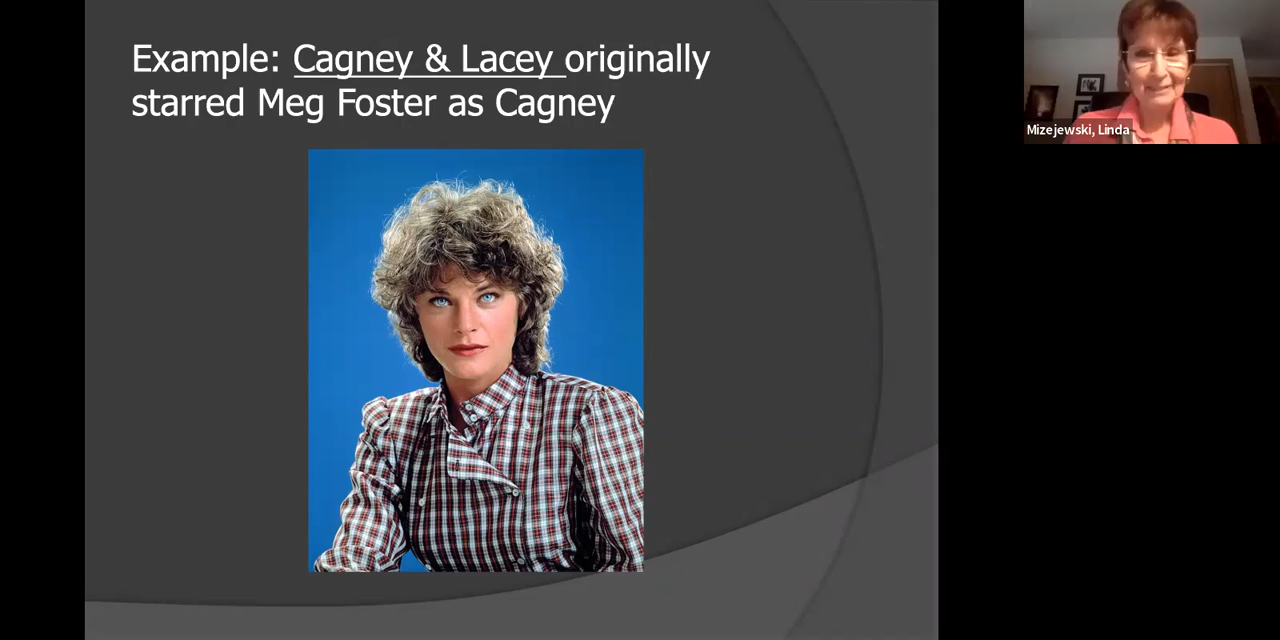 Example: Cagney & Lacey originally
starred Meg Foster as Cagney
Mizejewski, Linda